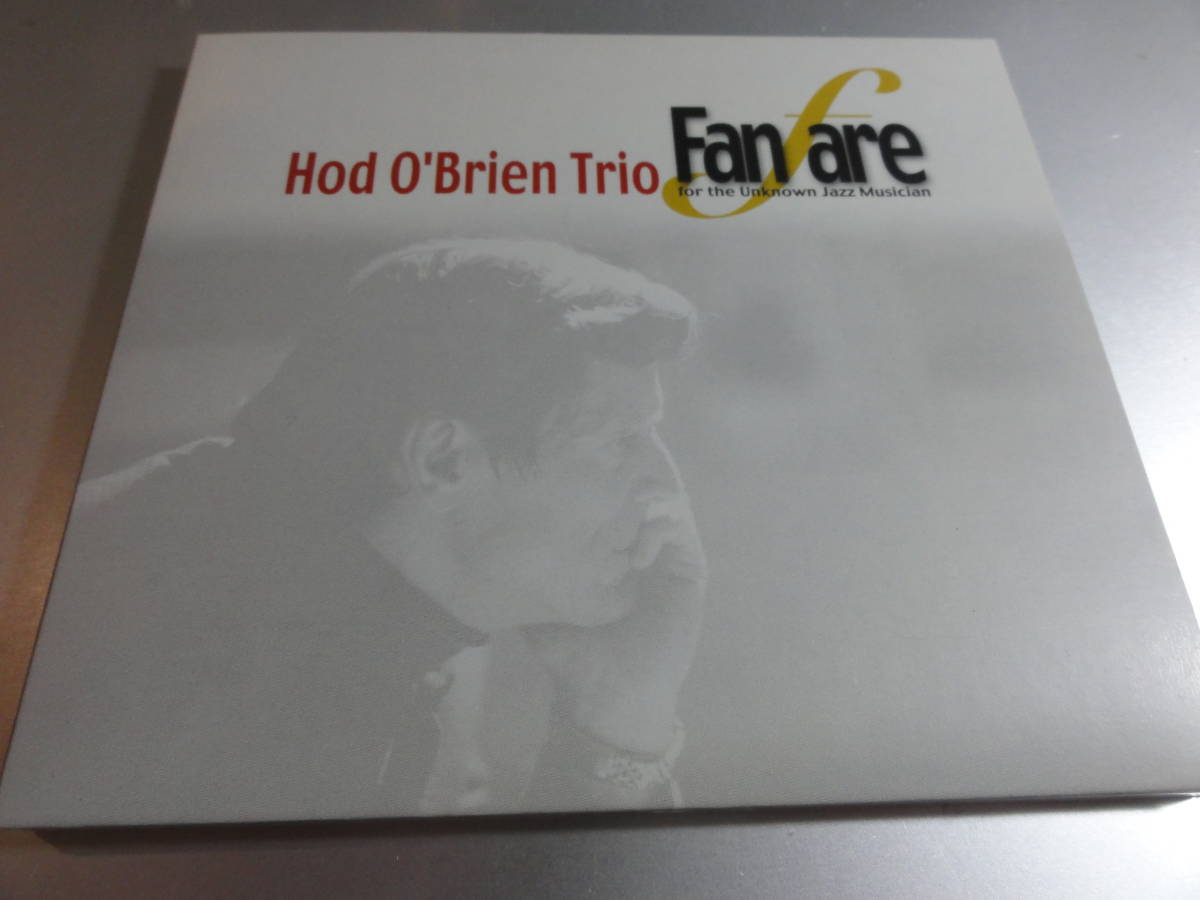 Hod O'Brien Trio Fanfare
for the Unknown Jazz Musician